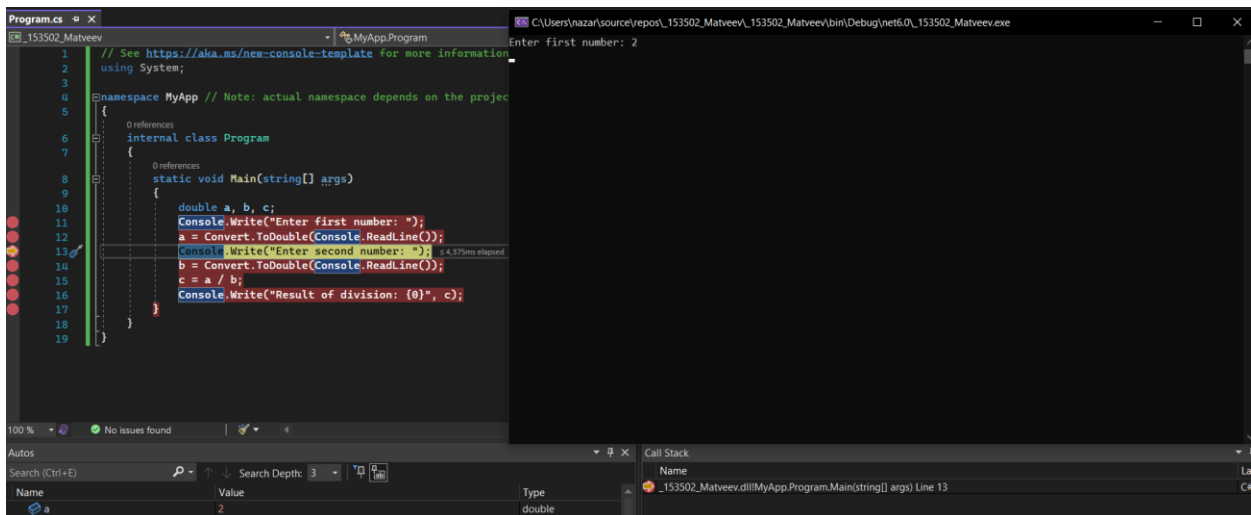 Program.cs
_153502_Matveev
MyApp.Program
1 // See https://aka.ms/new-console-template for more information
2 using System;
3
4 namespace MyApp // Note: actual namespace depends on the projec
5 {
0 references
6 internal class Program
7 {
0 references
8 static void Main(string[] args)
9 {
10 double a, b, c;
11 Console.Write("Enter first number: ");
12 a = Convert.ToDouble(Console.ReadLine());
13 Console.Write("Enter second number: "); ≤ 4,375ms elapsed
14 b = Convert.ToDouble(Console.ReadLine());
15 c = a / b;
16 Console.Write("Result of division: {0}", c);
17 }
18 }
19 }
100 % No issues found
C:\Users\nazar\source\repos\_153502_Matveev\_153502_Matveev\bin\Debug\net6.0\_153502_Matveev.exe
Enter first number: 2
Autos
Search (Ctrl+E) Search Depth: 3
Name Value Type
a 2 double
Call Stack
Name La
_153502_Matveev.dll!MyApp.Program.Main(string[] args) Line 13 C#